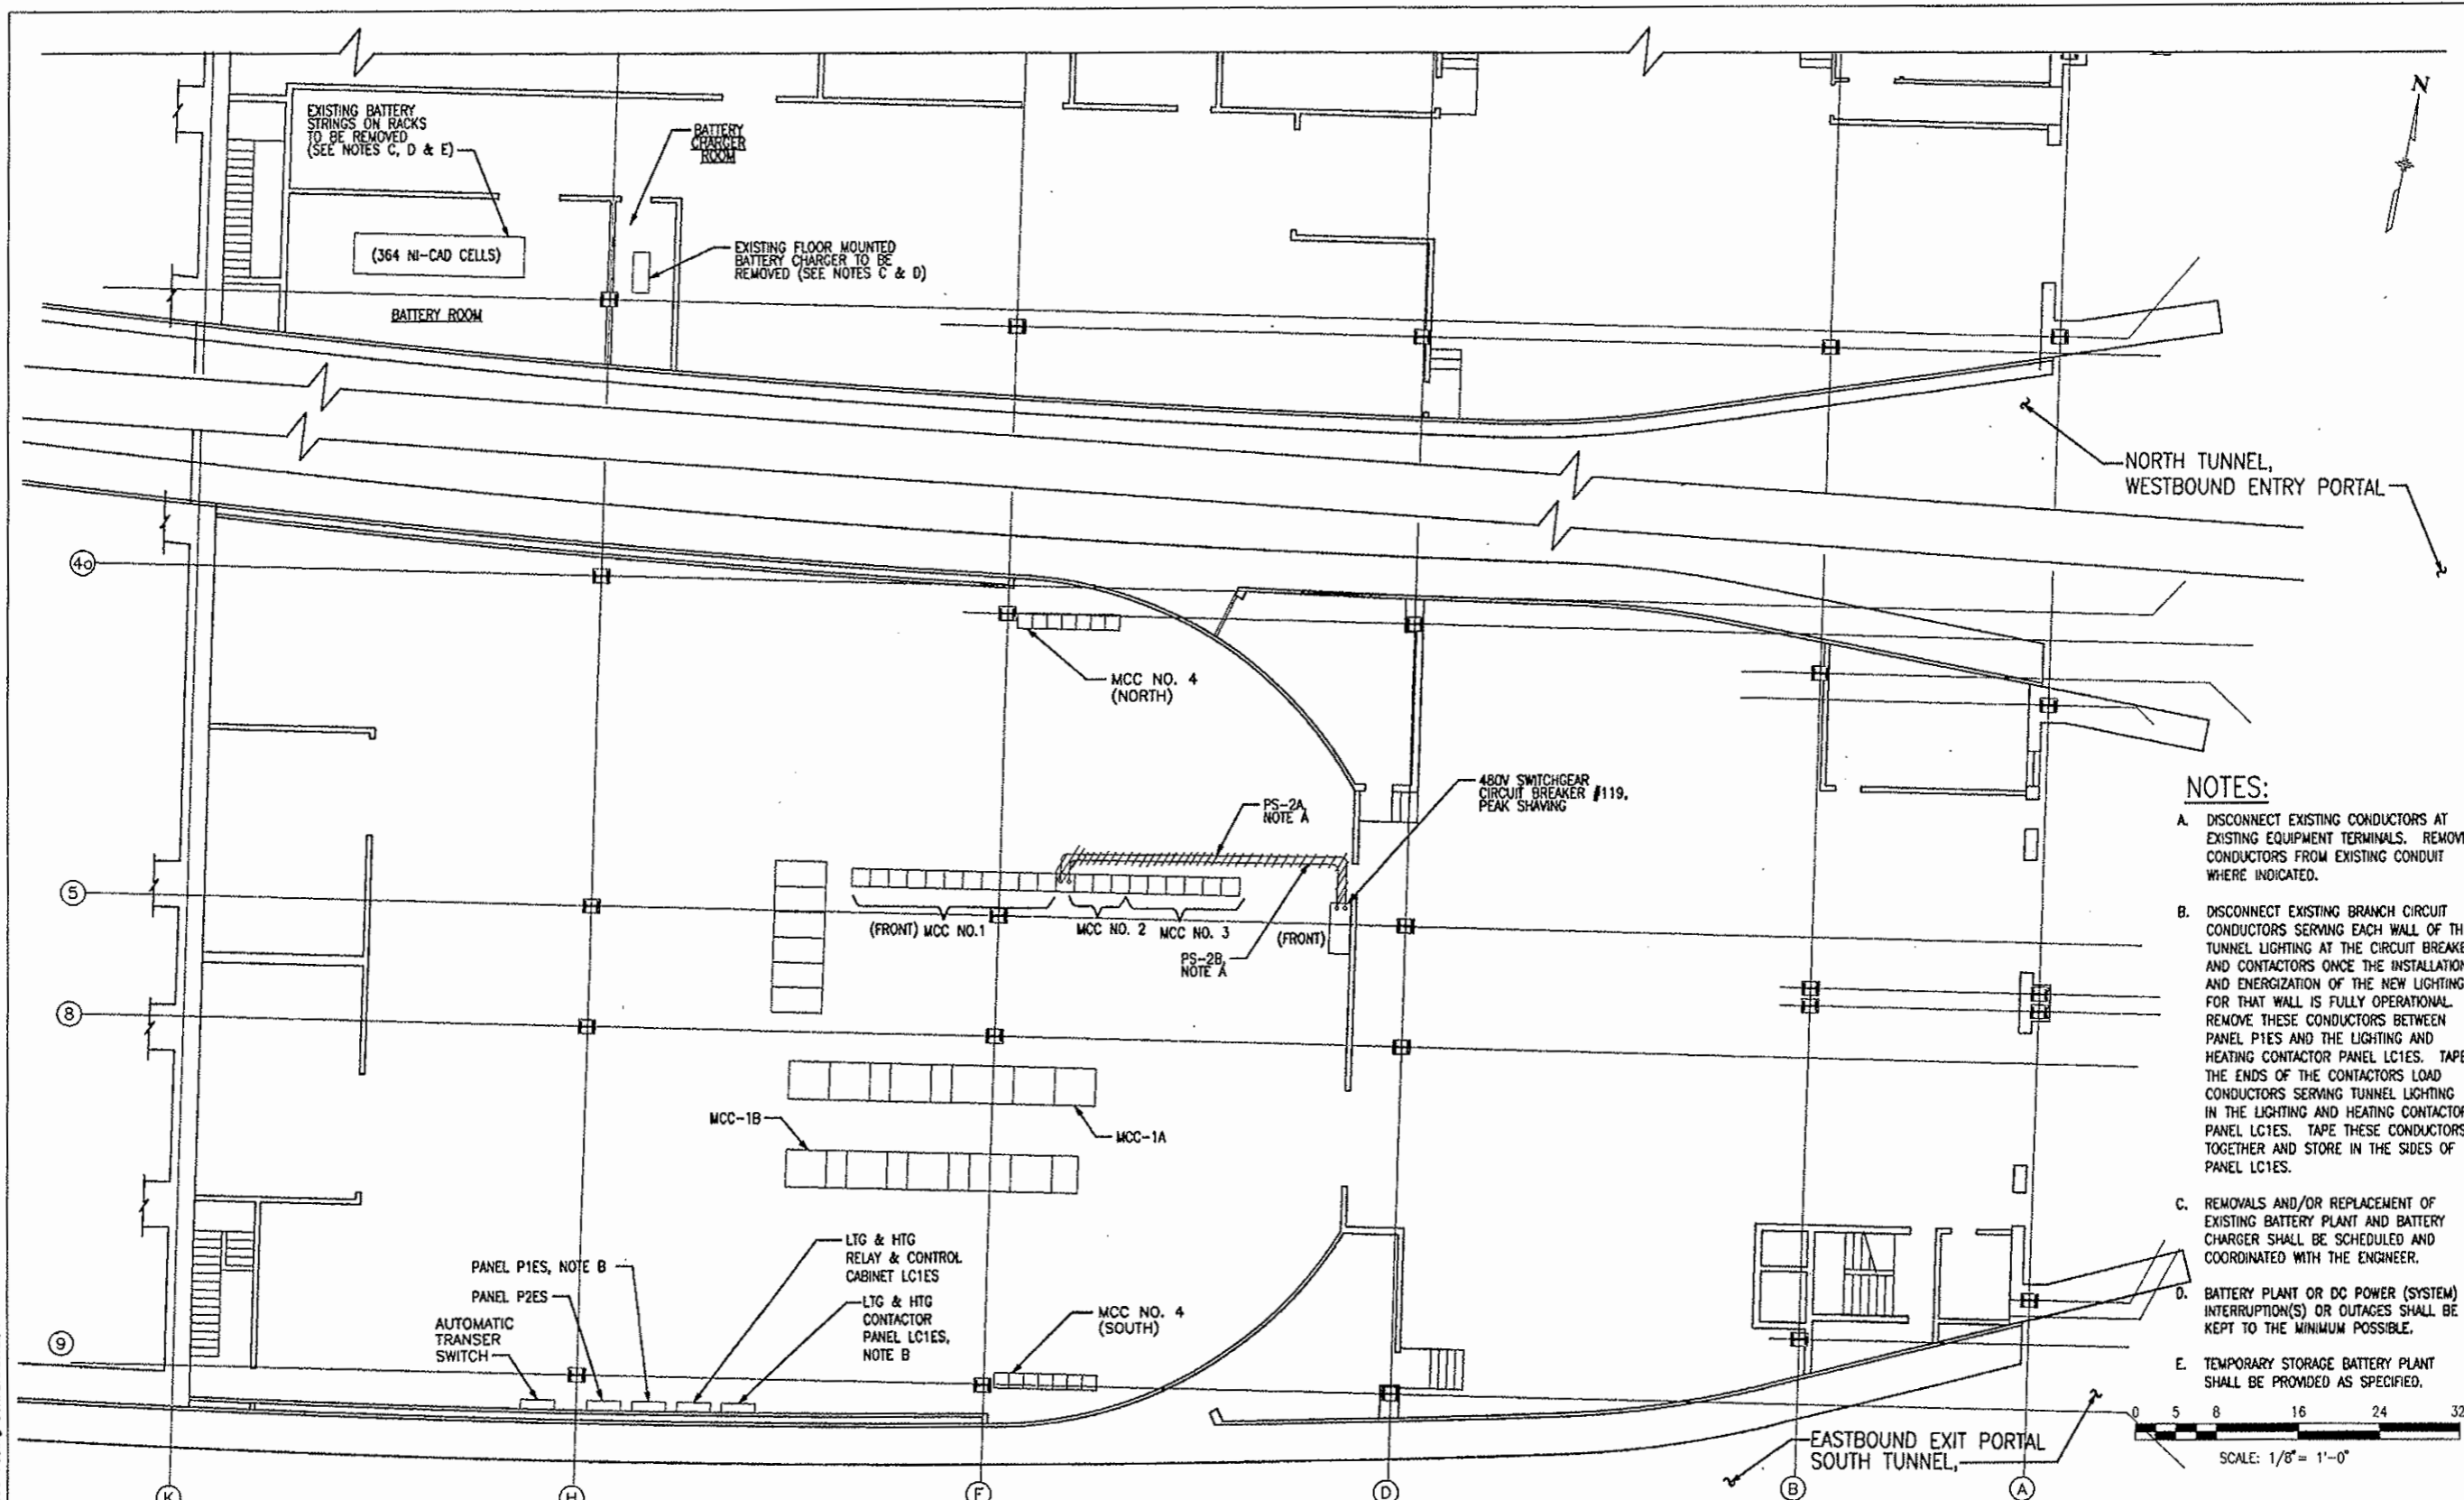 EXISTING BATTERY
STRINGS ON RACKS
TO BE REMOVED
(SEE NOTES C, D & E)
BATTERY
CHARGER
ROOM
N
(364 NI-CAD CELLS)
EXISTING FLOOR MOUNTED
BATTERY CHARGER TO BE
REMOVED (SEE NOTES C & D)
BATTERY ROOM
NORTH TUNNEL,
WESTBOUND ENTRY PORTAL
4a
MCC NO. 4
(NORTH)
480V SWITCHGEAR
CIRCUIT BREAKER #119,
PEAK SHAVING
PS-2A,
NOTE A
5
(FRONT) MCC NO.1
MCC NO. 2
MCC NO. 3
(FRONT)
PS-2B,
NOTE A
8
MCC-1B
MCC-1A
LTG & HTG
RELAY & CONTROL
CABINET LC1ES
PANEL P1ES, NOTE B
PANEL P2ES
LTG & HTG
CONTACTOR
PANEL LC1ES,
NOTE B
AUTOMATIC
TRANSER
SWITCH
MCC NO. 4
(SOUTH)
9
EASTBOUND EXIT PORTAL
SOUTH TUNNEL,
K
H
F
D
B
A
NOTES:
A. DISCONNECT EXISTING CONDUCTORS AT
EXISTING EQUIPMENT TERMINALS. REMOVE
CONDUCTORS FROM EXISTING CONDUIT
WHERE INDICATED.
B. DISCONNECT EXISTING BRANCH CIRCUIT
CONDUCTORS SERVING EACH WALL OF TH
TUNNEL LIGHTING AT THE CIRCUIT BREAKE
AND CONTACTORS ONCE THE INSTALLATION
AND ENERGIZATION OF THE NEW LIGHTING
FOR THAT WALL IS FULLY OPERATIONAL.
REMOVE THESE CONDUCTORS BETWEEN
PANEL P1ES AND THE LIGHTING AND
HEATING CONTACTOR PANEL LC1ES. TAPE
THE ENDS OF THE CONTACTORS LOAD
CONDUCTORS SERVING TUNNEL LIGHTING
IN THE LIGHTING AND HEATING CONTACTOR
PANEL LC1ES. TAPE THESE CONDUCTORS
TOGETHER AND STORE IN THE SIDES OF
PANEL LC1ES.
C. REMOVALS AND/OR REPLACEMENT OF
EXISTING BATTERY PLANT AND BATTERY
CHARGER SHALL BE SCHEDULED AND
COORDINATED WITH THE ENGINEER.
D. BATTERY PLANT OR DC POWER (SYSTEM)
INTERRUPTION(S) OR OUTAGES SHALL BE
KEPT TO THE MINIMUM POSSIBLE.
E. TEMPORARY STORAGE BATTERY PLANT
SHALL BE PROVIDED AS SPECIFIED.
0 5 8 16 24 32
SCALE: 1/8" = 1'-0"